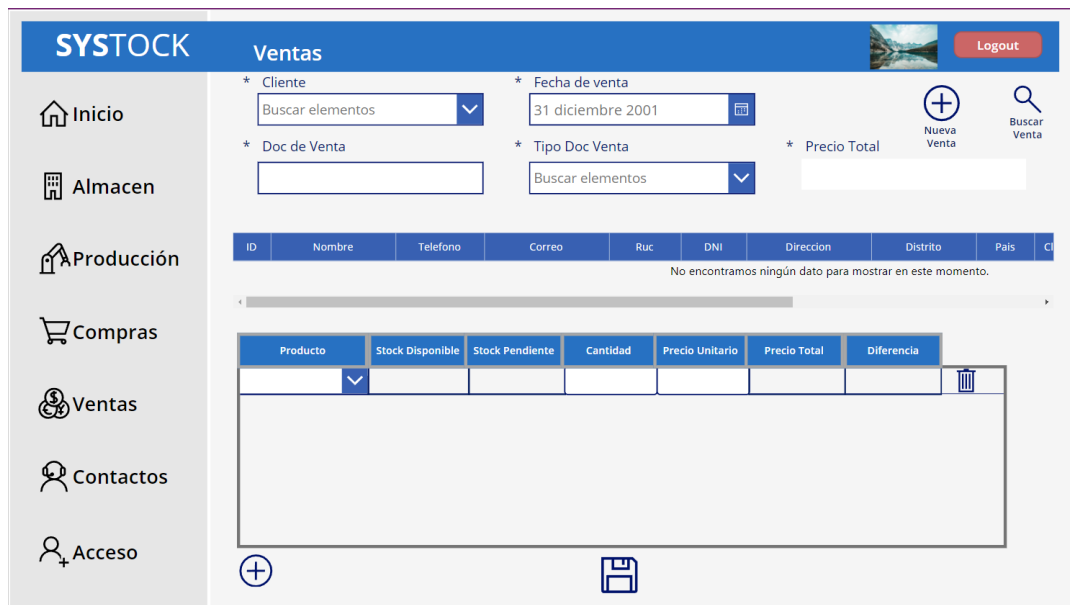 SYSTOCK
Ventas
Logout
* Cliente
* Fecha de venta
Buscar elementos
31 diciembre 2001
Nueva
Venta
Buscar
Venta
* Doc de Venta
* Tipo Doc Venta
* Precio Total
Buscar elementos
Inicio
Almacen
Producción
Compras
Ventas
Contactos
Acceso
ID Nombre Telefono Correo Ruc DNI Direccion Distrito Pais
No encontramos ningún dato para mostrar en este momento.
Producto Stock Disponible Stock Pendiente Cantidad Precio Unitario Precio Total Diferencia